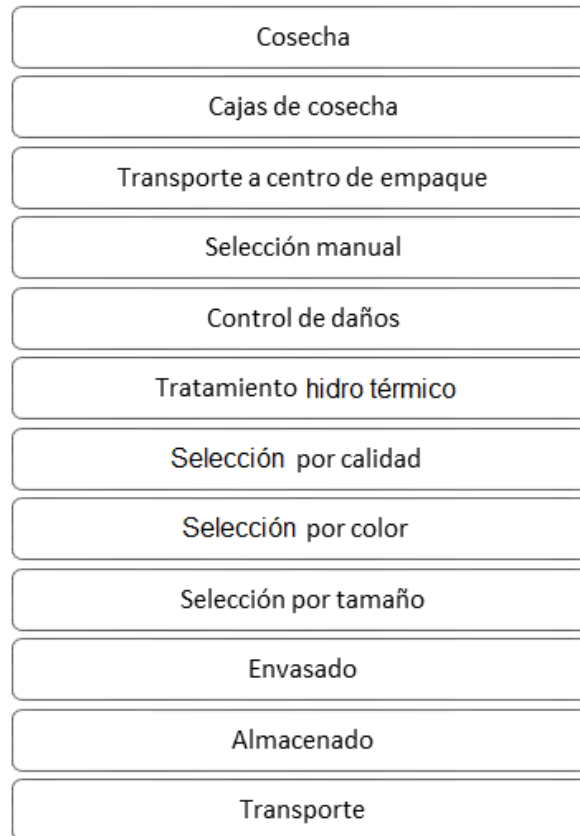 Cosecha
Cajas de cosecha
Transporte a centro de empaque
Selección manual
Control de daños
Tratamiento hidro térmico
Selección por calidad
Selección por color
Selección por tamaño
Envasado
Almacenado
Transporte